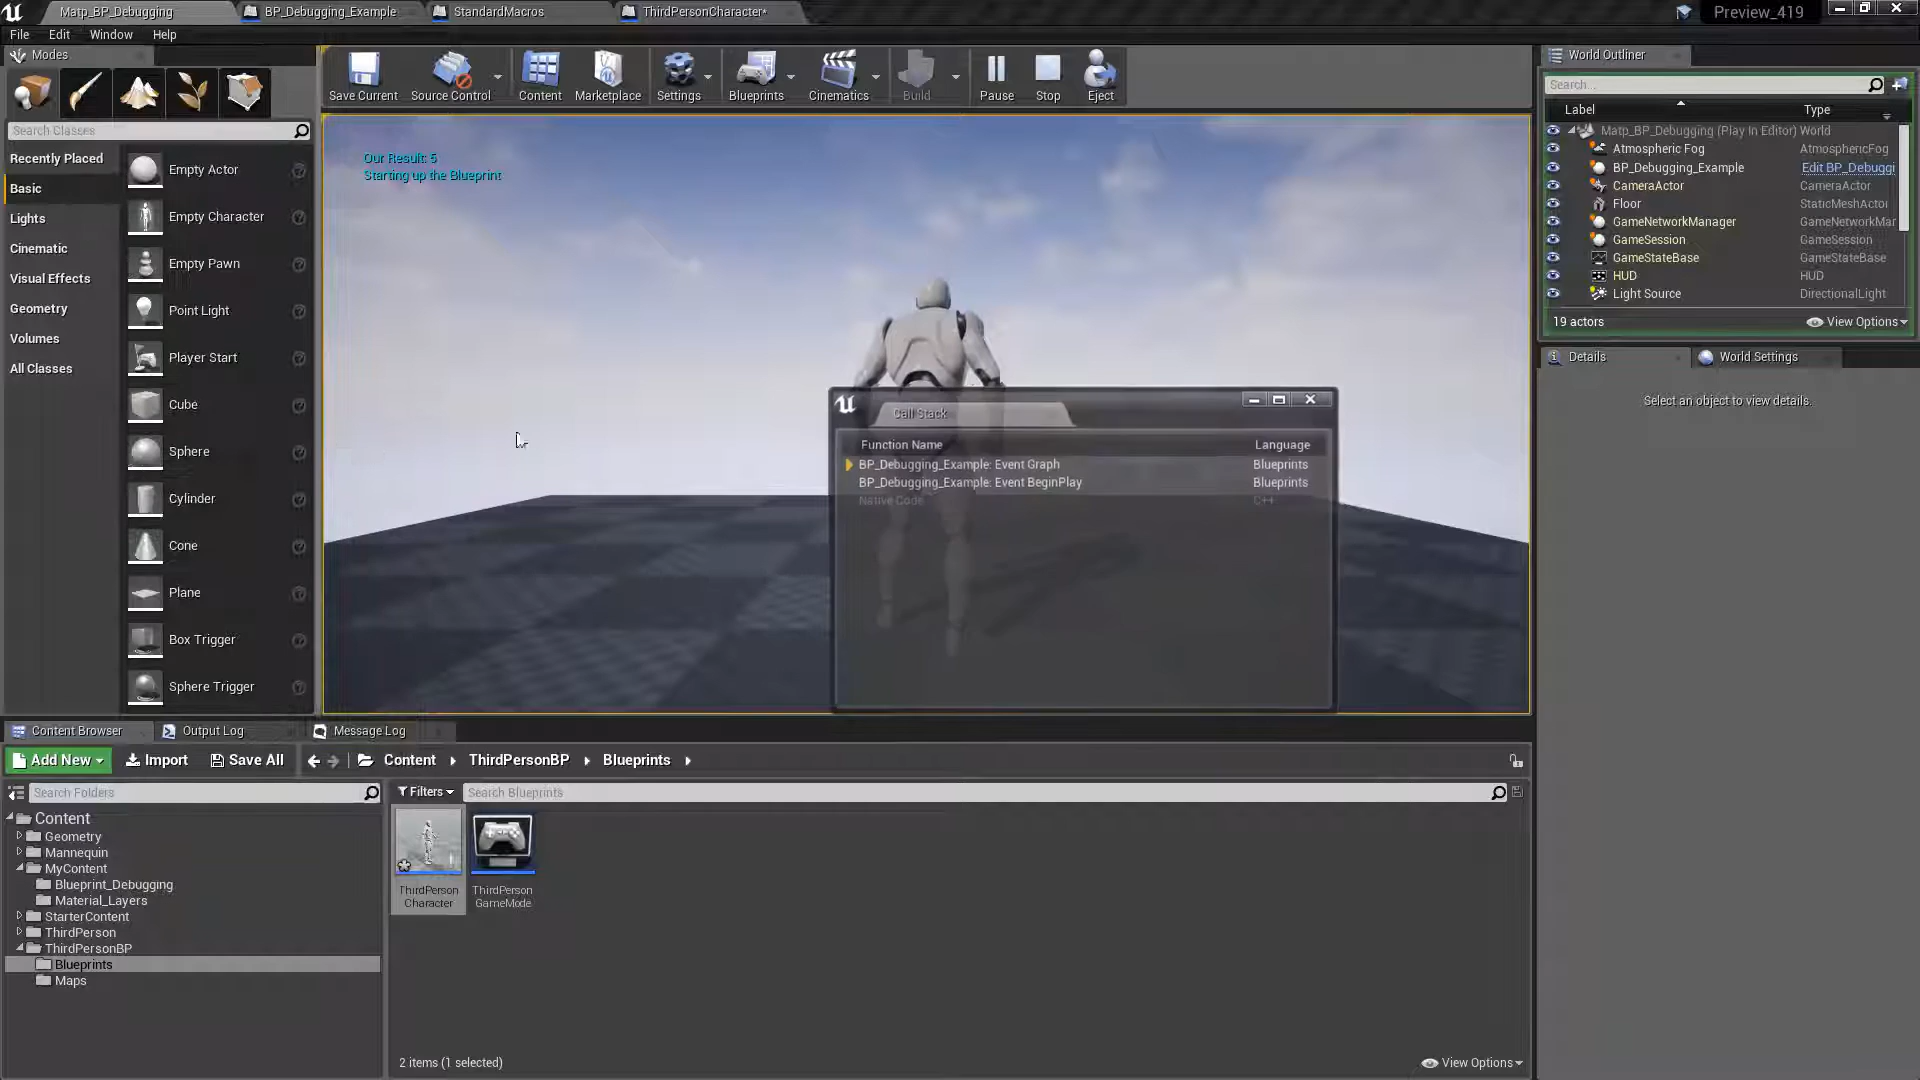 Matp_BP_Debugging
BP_Debugging_Example
StandardMacros
ThirdPersonCharacter*
Preview_419
File
Edit
Window
Help
Modes
Search Classes
Recently Placed
Basic
Lights
Cinematic
Visual Effects
Geometry
Volumes
All Classes
Empty Actor
Empty Character
Empty Pawn
Point Light
Player Start
Cube
Sphere
Cylinder
Cone
Plane
Box Trigger
Sphere Trigger
Save Current
Source Control
Content
Marketplace
Settings
Blueprints
Cinematics
Build
Pause
Stop
Eject
Our Result: 5
Starting up the Blueprint
Call Stack
Function Name
Language
BP_Debugging_Example: Event Graph
Blueprints
BP_Debugging_Example: Event BeginPlay
Blueprints
Native Code
C++
World Outliner
Search...
Label
Type
Matp_BP_Debugging (Play In Editor)
World
Atmospheric Fog
AtmosphericFog
BP_Debugging_Example
Edit BP_Debuggi
CameraActor
CameraActor
Floor
StaticMeshActor
GameNetworkManager
GameNetworkMar
GameSession
GameSession
GameStateBase
GameStateBase
HUD
HUD
Light Source
DirectionalLight
19 actors
View Options
Details
World Settings
Select an object to view details.
Content Browser
Output Log
Message Log
Add New
Import
Save All
Content
ThirdPersonBP
Blueprints
Search Folders
Filters
Search Blueprints
Content
Geometry
Mannequin
MyContent
Blueprint_Debugging
Material_Layers
StarterContent
ThirdPerson
ThirdPersonBP
Blueprints
Maps
ThirdPerson
Character
ThirdPerson
GameMode
2 items (1 selected)
View Options